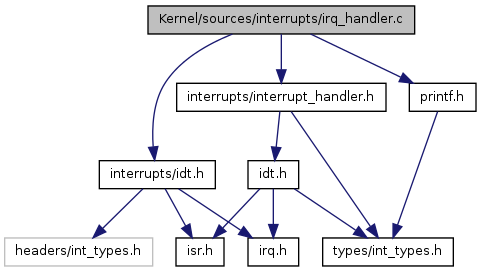 Kernel/sources/interrupts/irq_handler.c
interrupts/interrupt_handler.h
printf.h
interrupts/idt.h
idt.h
headers/int_types.h
isr.h
irq.h
types/int_types.h